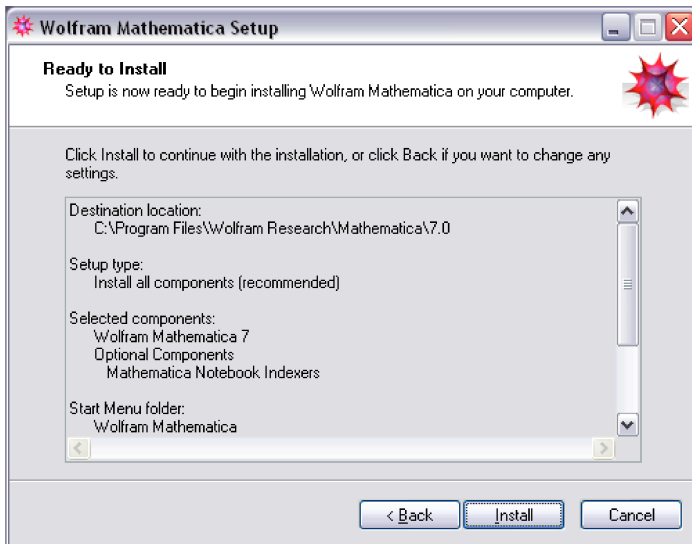 Wolfram Mathematica Setup
Ready to Install
Setup is now ready to begin installing Wolfram Mathematica on your computer.
Click Install to continue with the installation, or click Back if you want to change any
settings.
Destination location:
C:\Program Files\Wolfram Research\Mathematica\7.0
Setup type:
Install all components (recommended)
Selected components:
Wolfram Mathematica 7
Optional Components
Mathematica Notebook Indexers
Start Menu folder:
Wolfram Mathematica
< Back
Install
Cancel